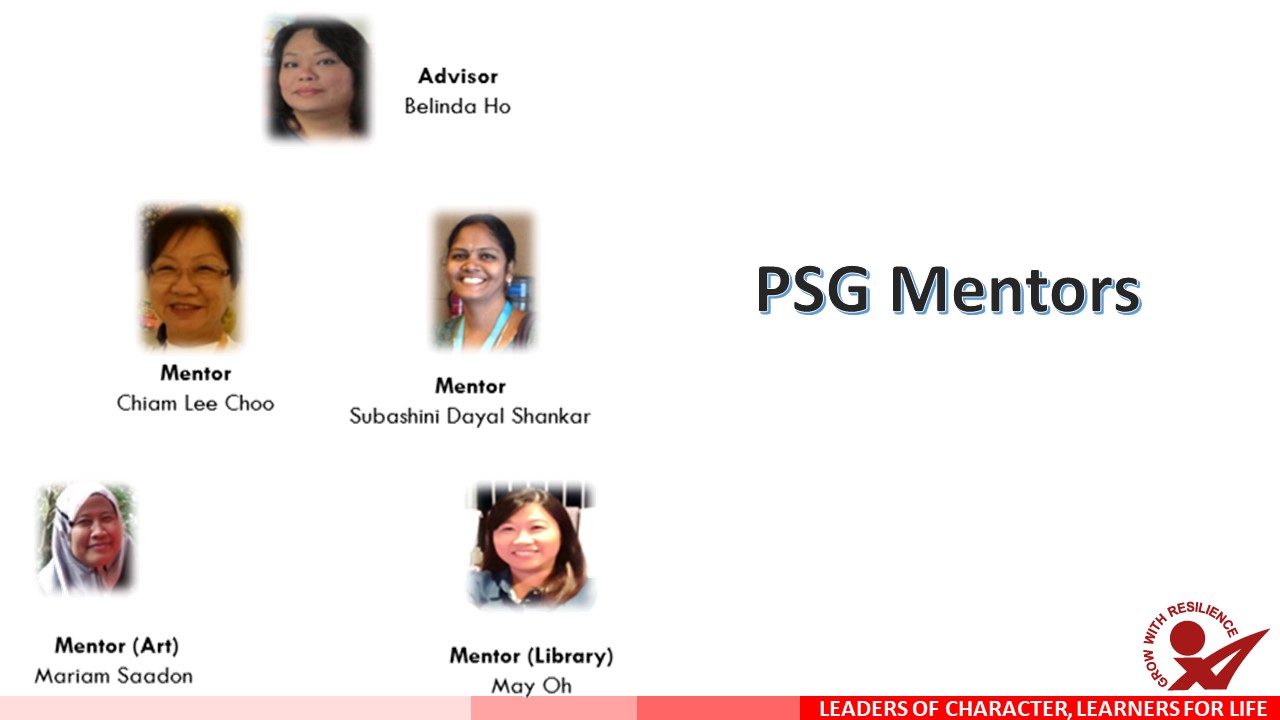 Advisor
Belinda Ho
Mentor
Chiam Lee Choo
Mentor
Subashini Dayal Shankar
PSG Mentors
Mentor (Art)
Mariam Saadon
Mentor (Library)
May Oh
GROW WITH RESILIENCE
LEADERS OF CHARACTER, LEARNERS FOR LIFE